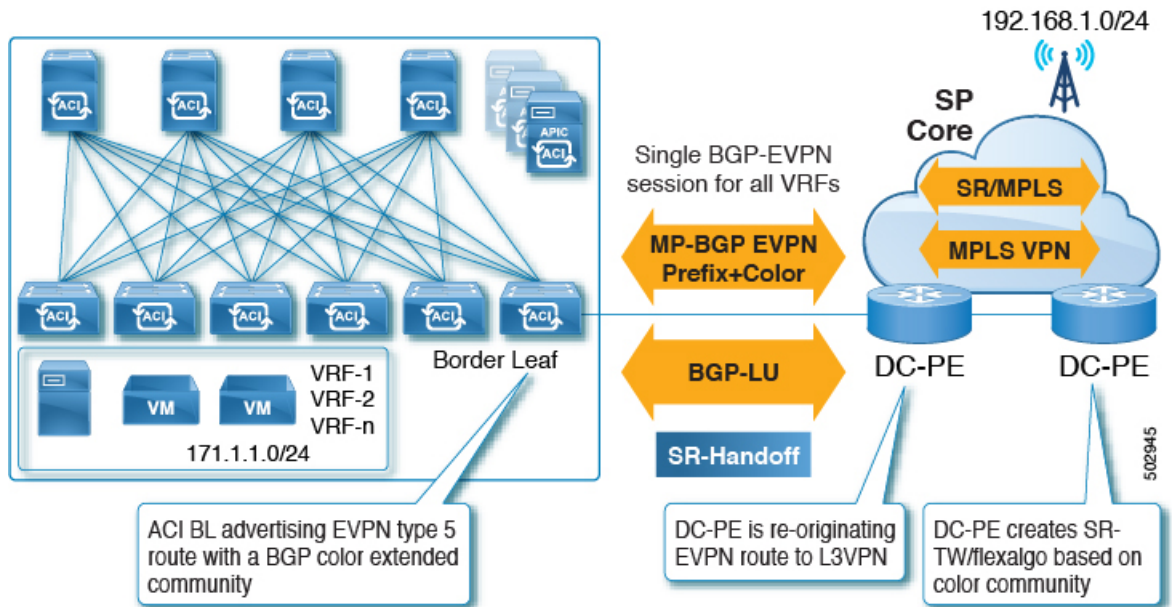 192.168.1.0/24
ACI
ACI
ACI
ACI
APIC
ACI
SP
Core
Single BGP-EVPN
session for all VRFs
SR/MPLS
MP-BGP EVPN
Prefix+Color
MPLS VPN
ACI
ACI
ACI
ACI
ACI
ACI
Border Leaf
BGP-LU
DC-PE
DC-PE
VM
VM
VRF-1
VRF-2
VRF-n
171.1.1.0/24
SR-Handoff
502945
ACI BL advertising EVPN type 5
route with a BGP color extended
community
DC-PE is re-originating
EVPN route to L3VPN
DC-PE creates SR-
TW/flexalgo based on
color community